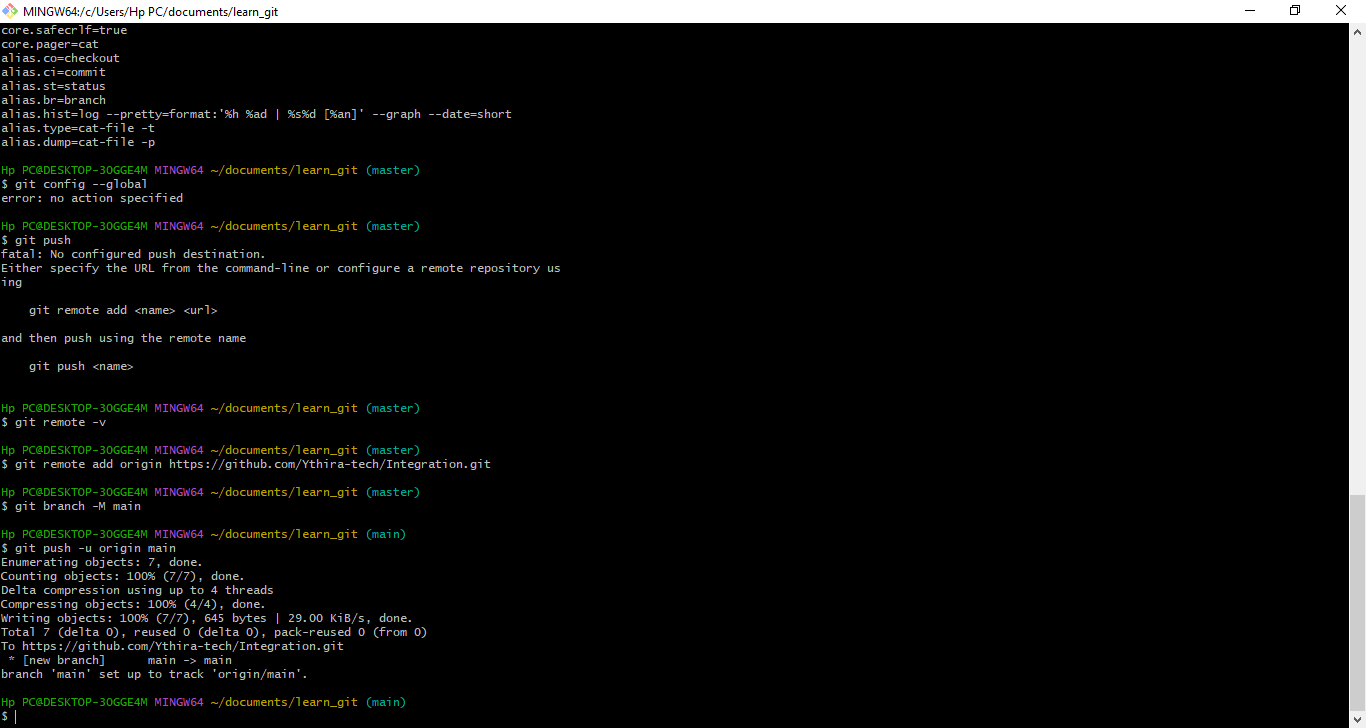 MINGW64:/c/Users/Hp PC/documents/learn_git
core.safecrlf=true
core.pager=cat
alias.co=checkout
alias.ci=commit
alias.st=status
alias.br=branch
alias.hist=log --pretty=format:'%h %ad | %s%d [%an]' --graph --date=short
alias.type=cat-file -t
alias.dump=cat-file -p
Hp PC@DESKTOP-3OGGE4M MINGW64 ~/documents/learn_git (master)
$ git config --global
error: no action specified
Hp PC@DESKTOP-3OGGE4M MINGW64 ~/documents/learn_git (master)
$ git push
fatal: No configured push destination.
Either specify the URL from the command-line or configure a remote repository us
ing
    git remote add <name> <url>
and then push using the remote name
    git push <name>
Hp PC@DESKTOP-3OGGE4M MINGW64 ~/documents/learn_git (master)
$ git remote -v
Hp PC@DESKTOP-3OGGE4M MINGW64 ~/documents/learn_git (master)
$ git remote add origin https://github.com/Ythira-tech/Integration.git
Hp PC@DESKTOP-3OGGE4M MINGW64 ~/documents/learn_git (master)
$ git branch -M main
Hp PC@DESKTOP-3OGGE4M MINGW64 ~/documents/learn_git (main)
$ git push -u origin main
Enumerating objects: 7, done.
Counting objects: 100% (7/7), done.
Delta compression using up to 4 threads
Compressing objects: 100% (4/4), done.
Writing objects: 100% (7/7), 645 bytes | 29.00 KiB/s, done.
Total 7 (delta 0), reused 0 (delta 0), pack-reused 0 (from 0)
To https://github.com/Ythira-tech/Integration.git
 * [new branch]      main -> main
branch 'main' set up to track 'origin/main'.
Hp PC@DESKTOP-3OGGE4M MINGW64 ~/documents/learn_git (main)
$